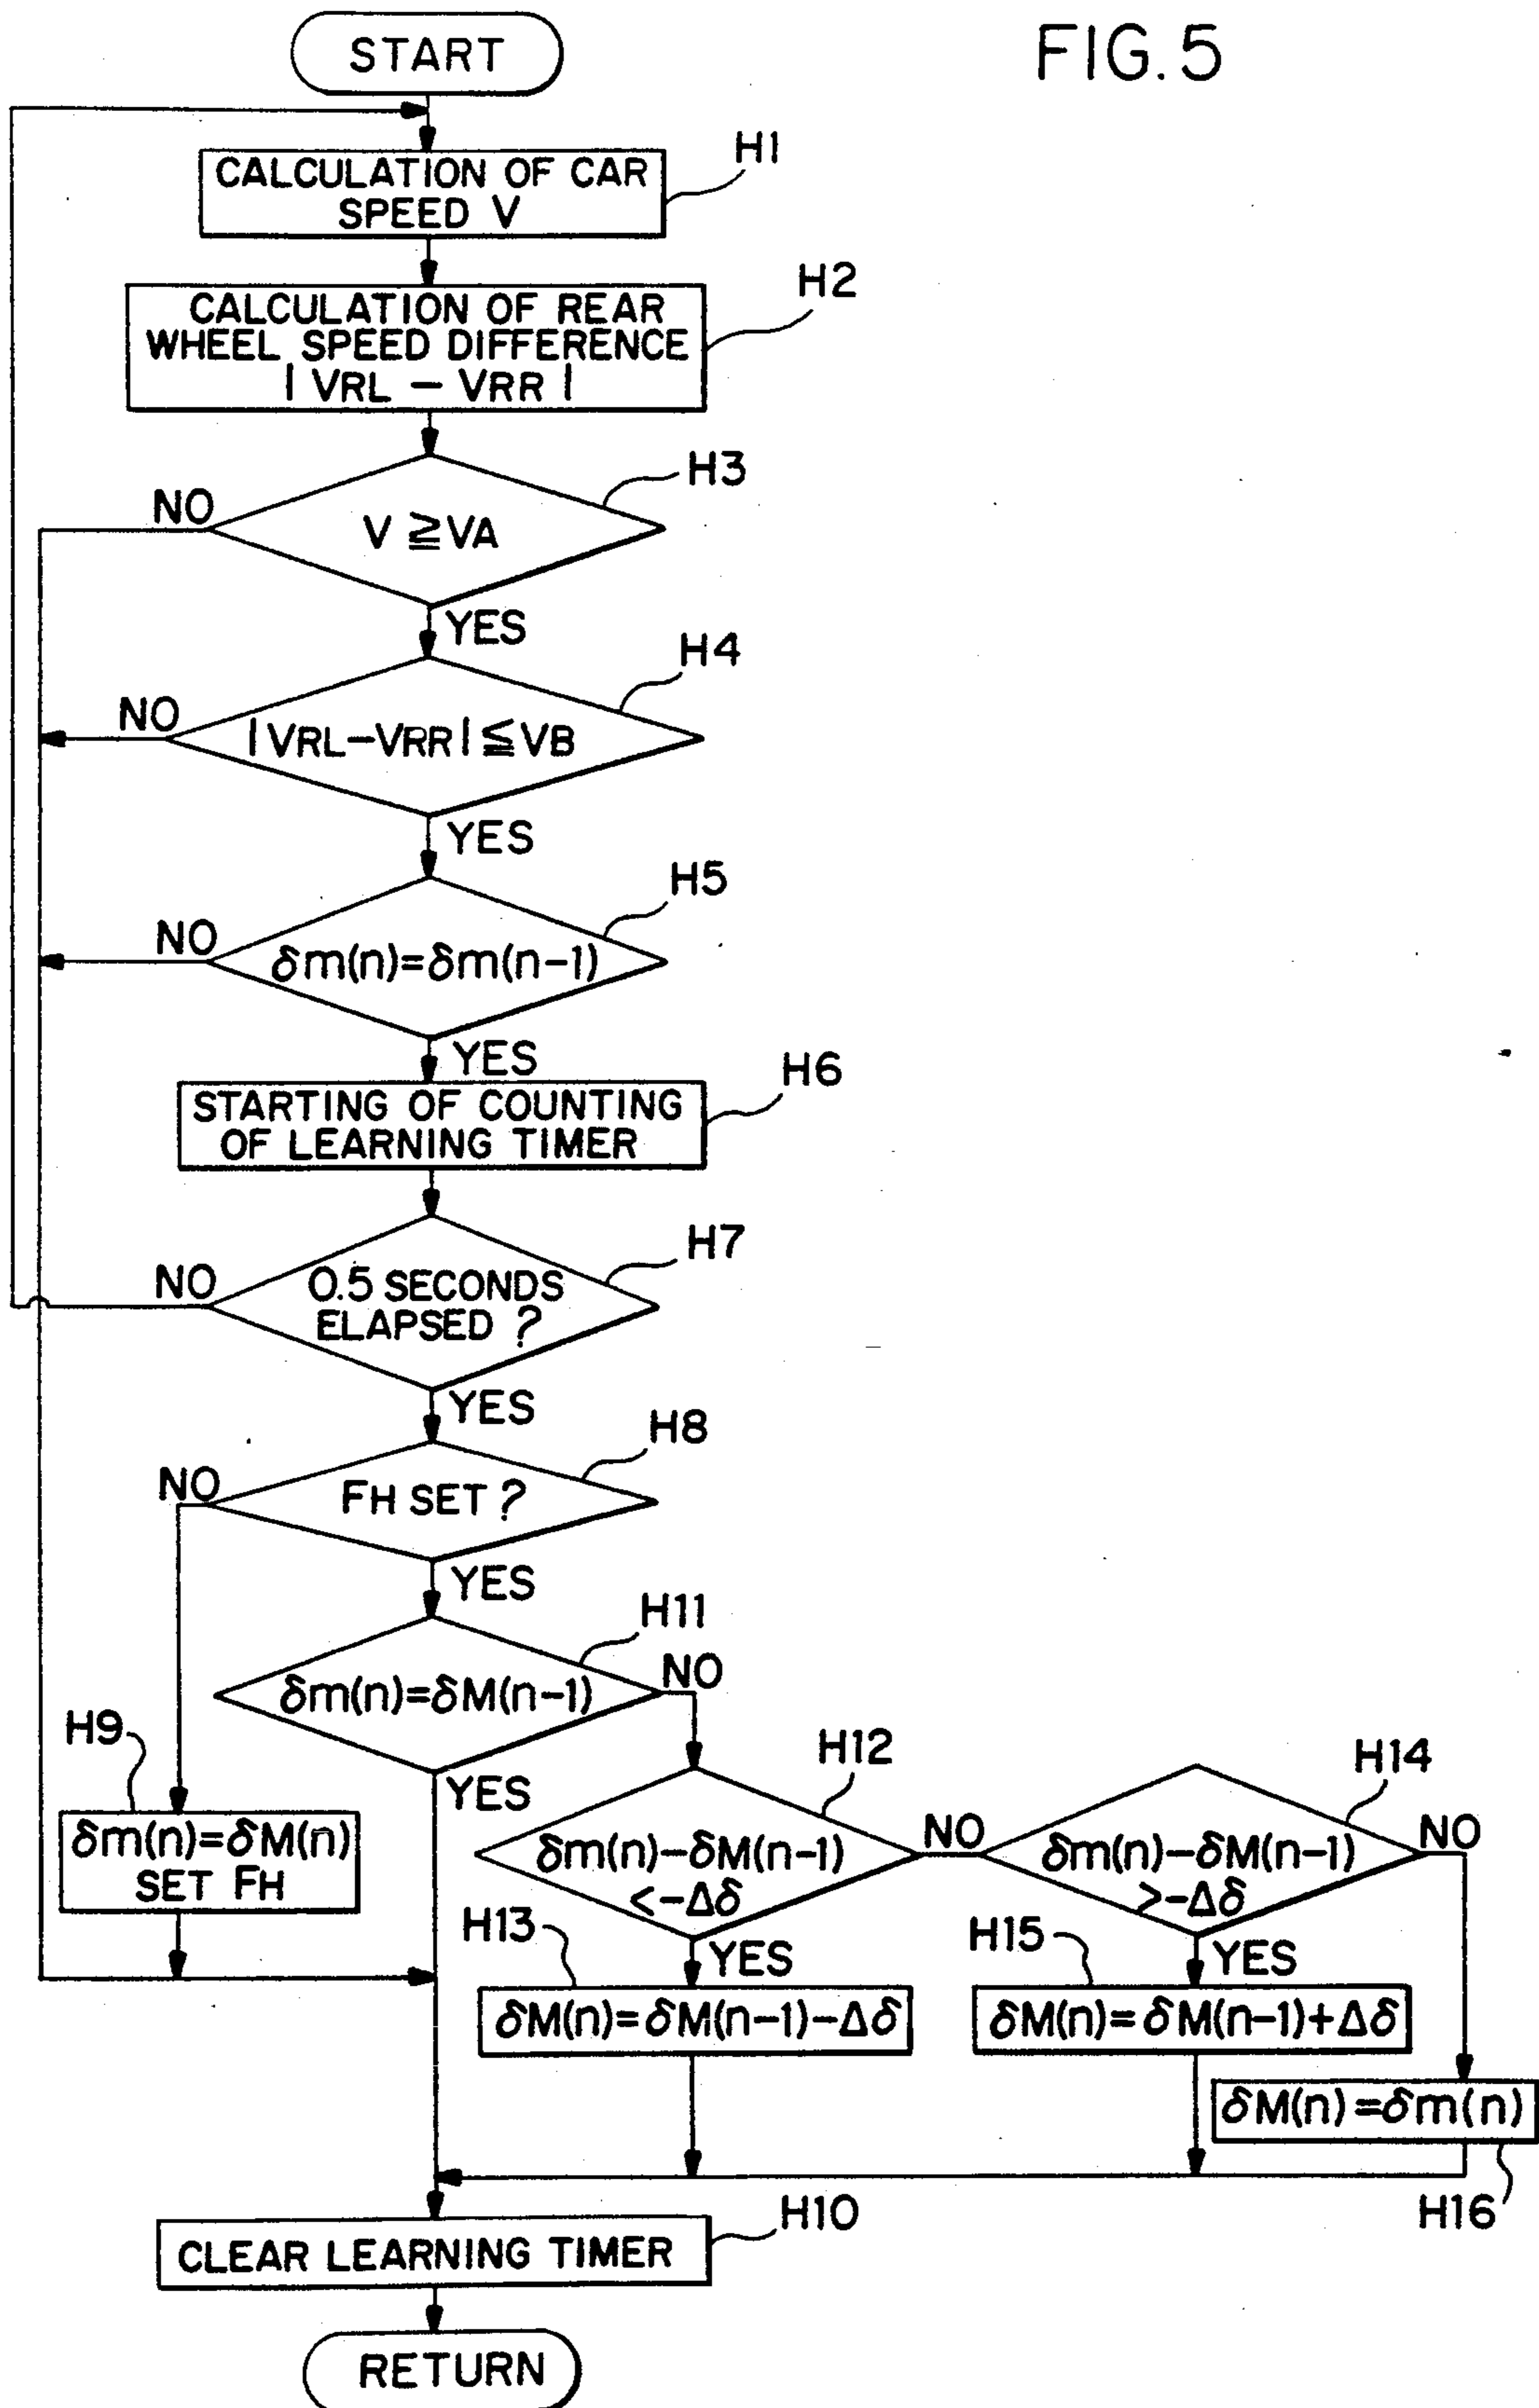 FIG. 5
START
CALCULATION OF CAR
SPEED V
H1
CALCULATION OF REAR
WHEEL SPEED DIFFERENCE
| VRL - VRR |
H2
V ≧ VA
H3
NO
YES
|VRL-VRR| ≦ VB
H4
NO
YES
δm(n)=δm(n-1)
H5
NO
YES
STARTING OF COUNTING
OF LEARNING TIMER
H6
0.5 SECONDS
ELAPSED ?
H7
NO
YES
FH SET ?
H8
NO
YES
δm(n)=δM(n-1)
H11
NO
YES
H9
δm(n)=δM(n)
SET FH
H12
δm(n)-δM(n-1)
<-Δδ
NO
YES
H14
δm(n)-δM(n-1)
>-Δδ
NO
YES
H13
δM(n)=δM(n-1)-Δδ
H15
δM(n)=δM(n-1)+Δδ
δM(n)=δm(n)
H16
CLEAR LEARNING TIMER
H10
RETURN